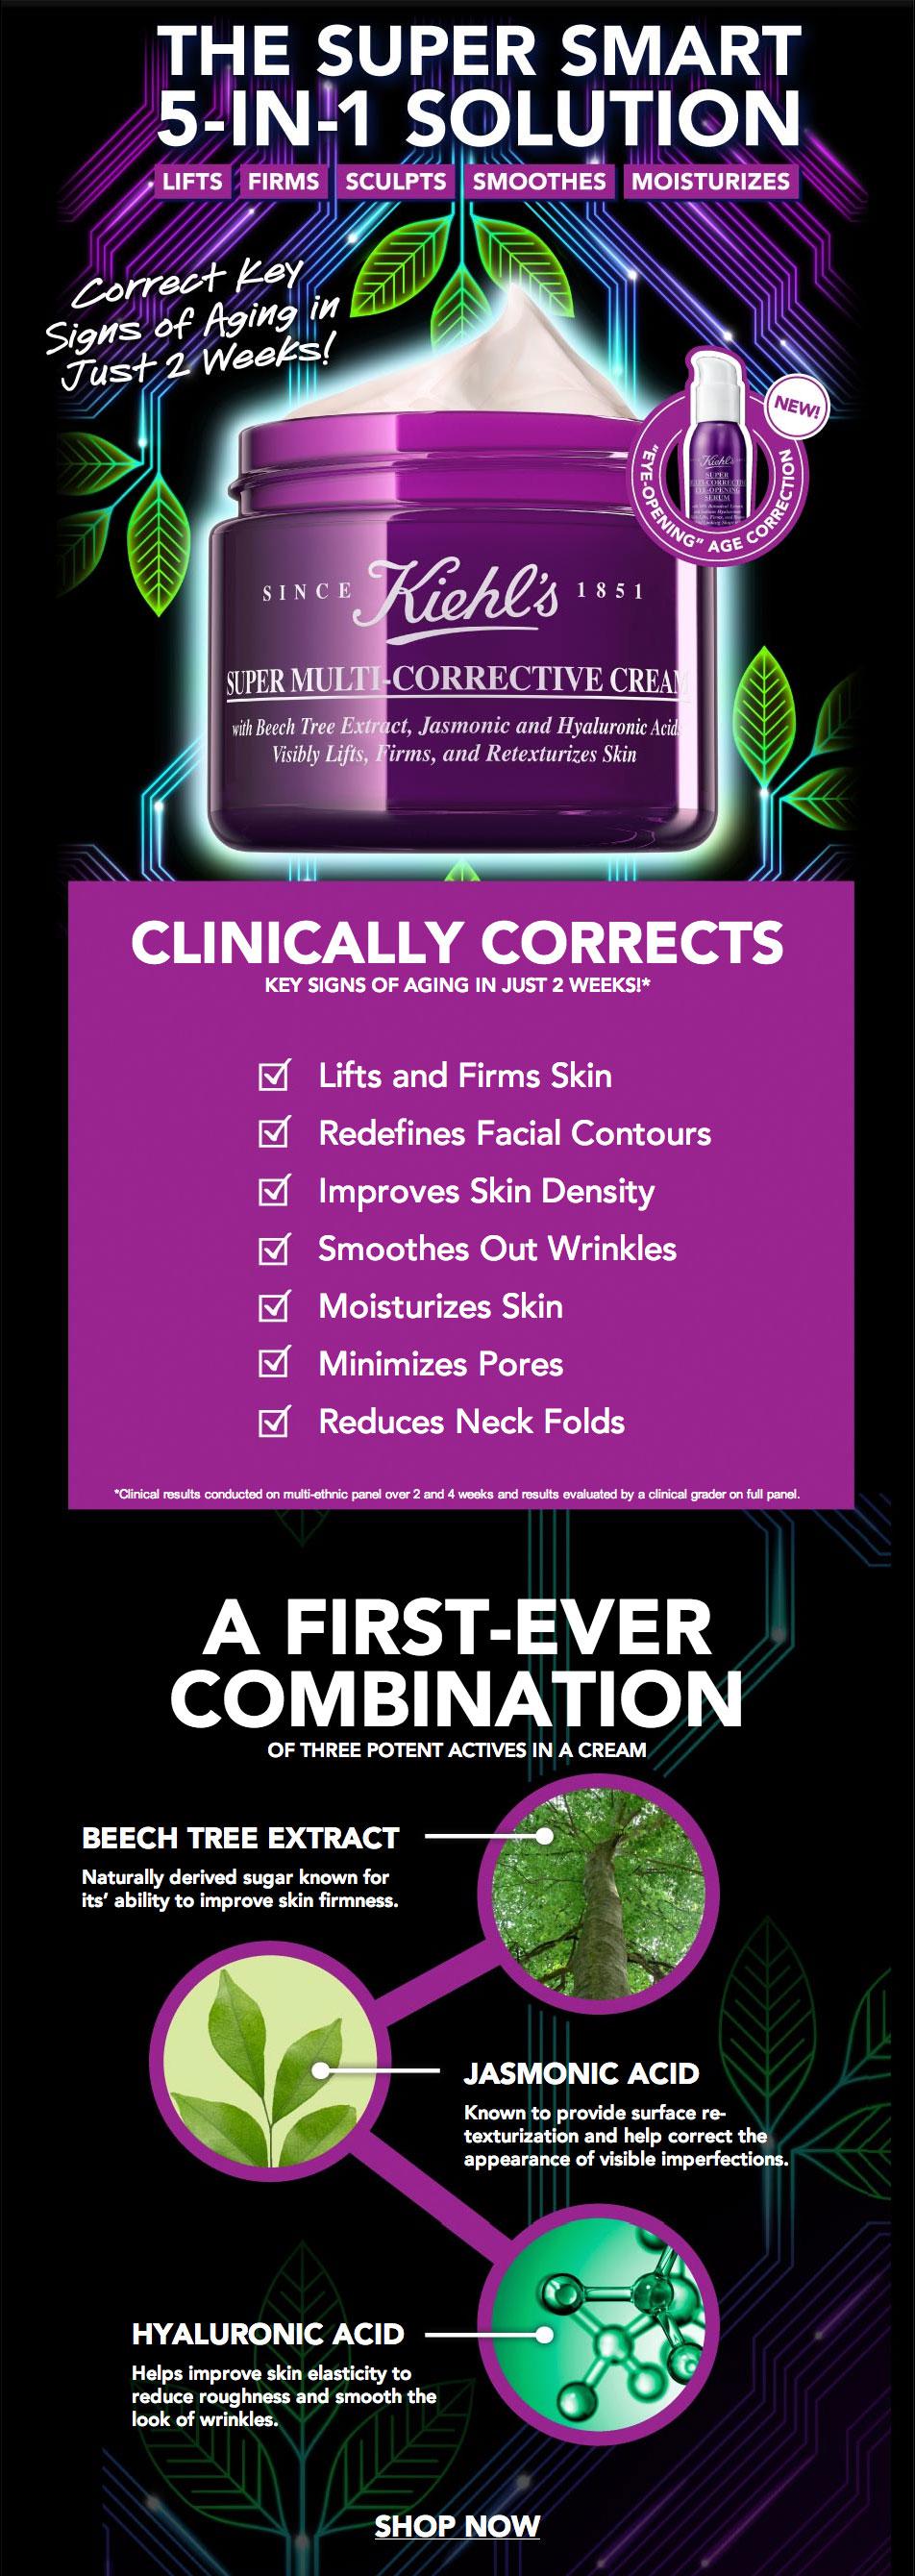 THE SUPER SMART
5-IN-1 SOLUTION
LIFTS FIRMS SCULPTS SMOOTHES MOISTURIZES
Correct Key
Signs of Aging in
Just 2 Weeks!
NEW!
"EYE-OPENING" AGE CORRECTION
Kiehl's
SUPER
MULTI-CORRECTIVE
EYE-OPENING
SERUM
SINCE Kiehl's 1851
SUPER MULTI-CORRECTIVE CREAM
with Beech Tree Extract, Jasmonic and Hyaluronic Acid
Visibly Lifts, Firms, and Retexturizes Skin
CLINICALLY CORRECTS
KEY SIGNS OF AGING IN JUST 2 WEEKS!*
Lifts and Firms Skin
Redefines Facial Contours
Improves Skin Density
Smoothes Out Wrinkles
Moisturizes Skin
Minimizes Pores
Reduces Neck Folds
*Clinical results conducted on multi-ethnic panel over 2 and 4 weeks and results evaluated by a clinical grader on full panel.
A FIRST-EVER
COMBINATION
OF THREE POTENT ACTIVES IN A CREAM
BEECH TREE EXTRACT
Naturally derived sugar known for
its' ability to improve skin firmness.
JASMONIC ACID
Known to provide surface re-
texturization and help correct the
appearance of visible imperfections.
HYALURONIC ACID
Helps improve skin elasticity to
reduce roughness and smooth the
look of wrinkles.
SHOP NOW